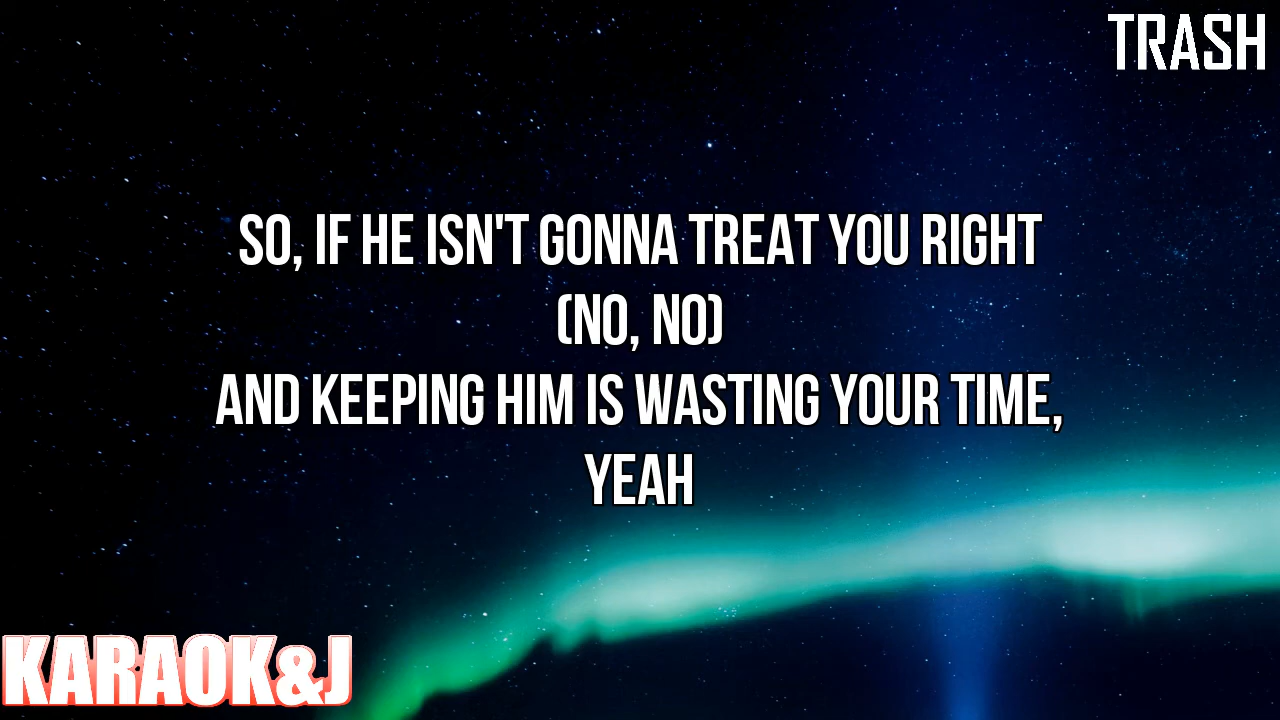 TRASH
SO, IF HE ISN'T GONNA TREAT YOU RIGHT
(NO, NO)
AND KEEPING HIM IS WASTING YOUR TIME,
YEAH
KARAOK&J